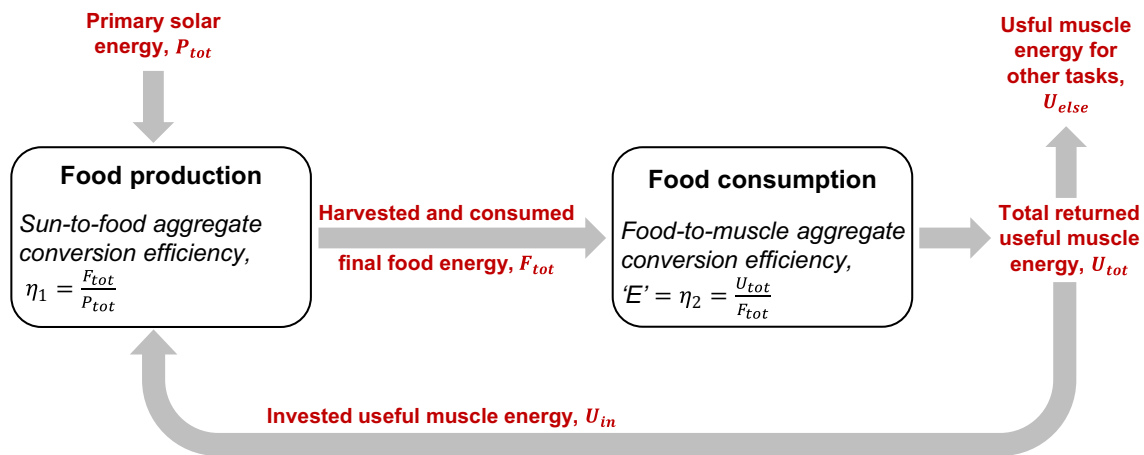 Primary solar
energy, P_tot
Usful muscle
energy for
other tasks,
U_else
Food production
Sun-to-food aggregate
conversion efficiency,
η₁ = F_tot / P_tot
Harvested and consumed
final food energy, F_tot
Food consumption
Food-to-muscle aggregate
conversion efficiency,
‘E’ = η₂ = U_tot / F_tot
Total returned
useful muscle
energy, U_tot
Invested useful muscle energy, U_in